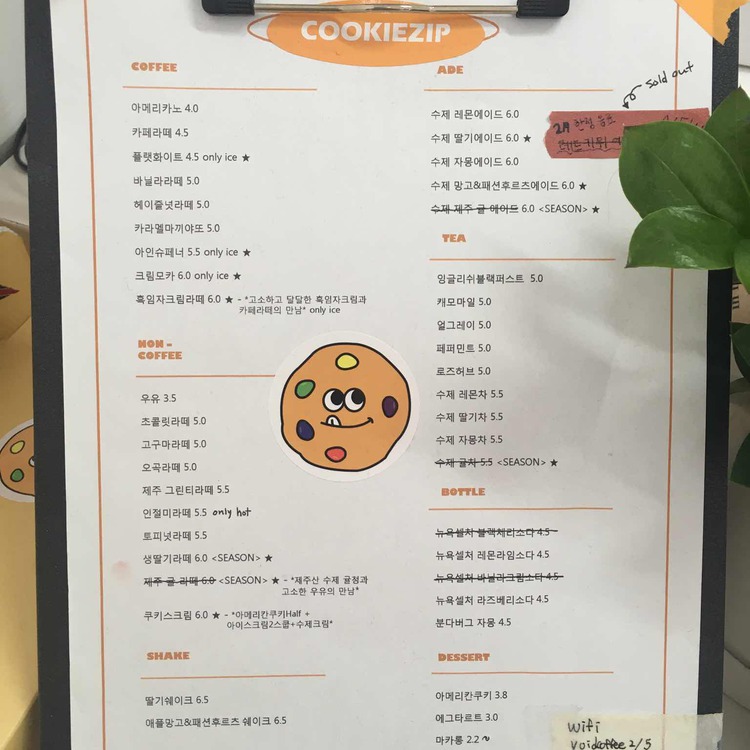 COOKIEZIP
COFFEE
아메리카노 4.0
카페라떼 4.5
플랫화이트 4.5 only ice ★
바닐라라떼 5.0
헤이즐넛라떼 5.0
카라멜마끼야또 5.0
아인슈페너 5.5 only ice ★
크림모카 6.0 only ice ★
흑임자크림라떼 6.0 ★ - *고소하고 달달한 흑임자크림과
카페라떼의 만남* only ice
NON-
COFFEE
우유 3.5
초콜릿라떼 5.0
고구마라떼 5.0
오곡라떼 5.0
제주 그린티라떼 5.5
인절미라떼 5.5 only hot
토피넛라떼 5.5
생딸기라떼 6.0 <SEASON> ★
제주 귤 라떼 6.0 <SEASON> ★ - *제주산 수제 귤청과
고소한 우유의 만남*
쿠키스크림 6.0 ★ - *아메리칸쿠키Half +
아이스크림2스쿱+수제크림*
SHAKE
딸기쉐이크 6.5
애플망고&패션후르츠 쉐이크 6.5
ADE
sold out
수제 레몬에이드 6.0
수제 딸기에이드 6.0 ★
수제 자몽에이드 6.0
수제 망고&패션후르츠에이드 6.0 ★
수제 제주 귤 에이드 6.0 <SEASON> ★
2月 한정 음료
TEA
잉글리쉬블랙퍼스트 5.0
캐모마일 5.0
얼그레이 5.0
페퍼민트 5.0
로즈허브 5.0
수제 레몬차 5.5
수제 딸기차 5.5
수제 자몽차 5.5
수제 귤차 5.5 <SEASON> ★
BOTTLE
뉴욕셀처 블랙체리소다 4.5
뉴욕셀처 레몬라임소다 4.5
뉴욕셀처 바닐라크림소다 4.5
뉴욕셀처 라즈베리소다 4.5
분다버그 자몽 4.5
DESSERT
아메리칸쿠키 3.8
에그타르트 3.0
마카롱 2.2~
Wifi
Voidcoffee 2/5